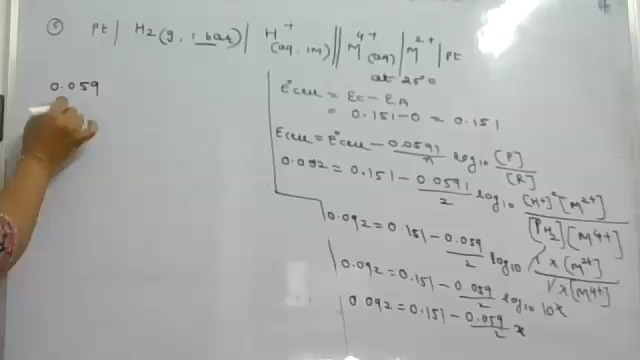 ⑤ Pt | H₂ (g, 1 bar) | H⁺ (aq, 1M) || M⁴⁺ (aq) | M²⁺ | Pt
at 25°C
0.059
E°cell = Ec - EA
= 0.151 - 0 = 0.151
Ecell = E°cell - 0.0591/n log₁₀ [P]/[R]
0.092 = 0.151 - 0.0591/2 log₁₀ [H⁺]² [M²⁺]/[PH₂] [M⁴⁺]
0.092 = 0.151 - 0.059/2 log₁₀ 1 x [M²⁺]/1 x [M⁴⁺]
0.092 = 0.151 - 0.059/2 log₁₀ 10ˣ
0.092 = 0.151 - 0.059/2 x